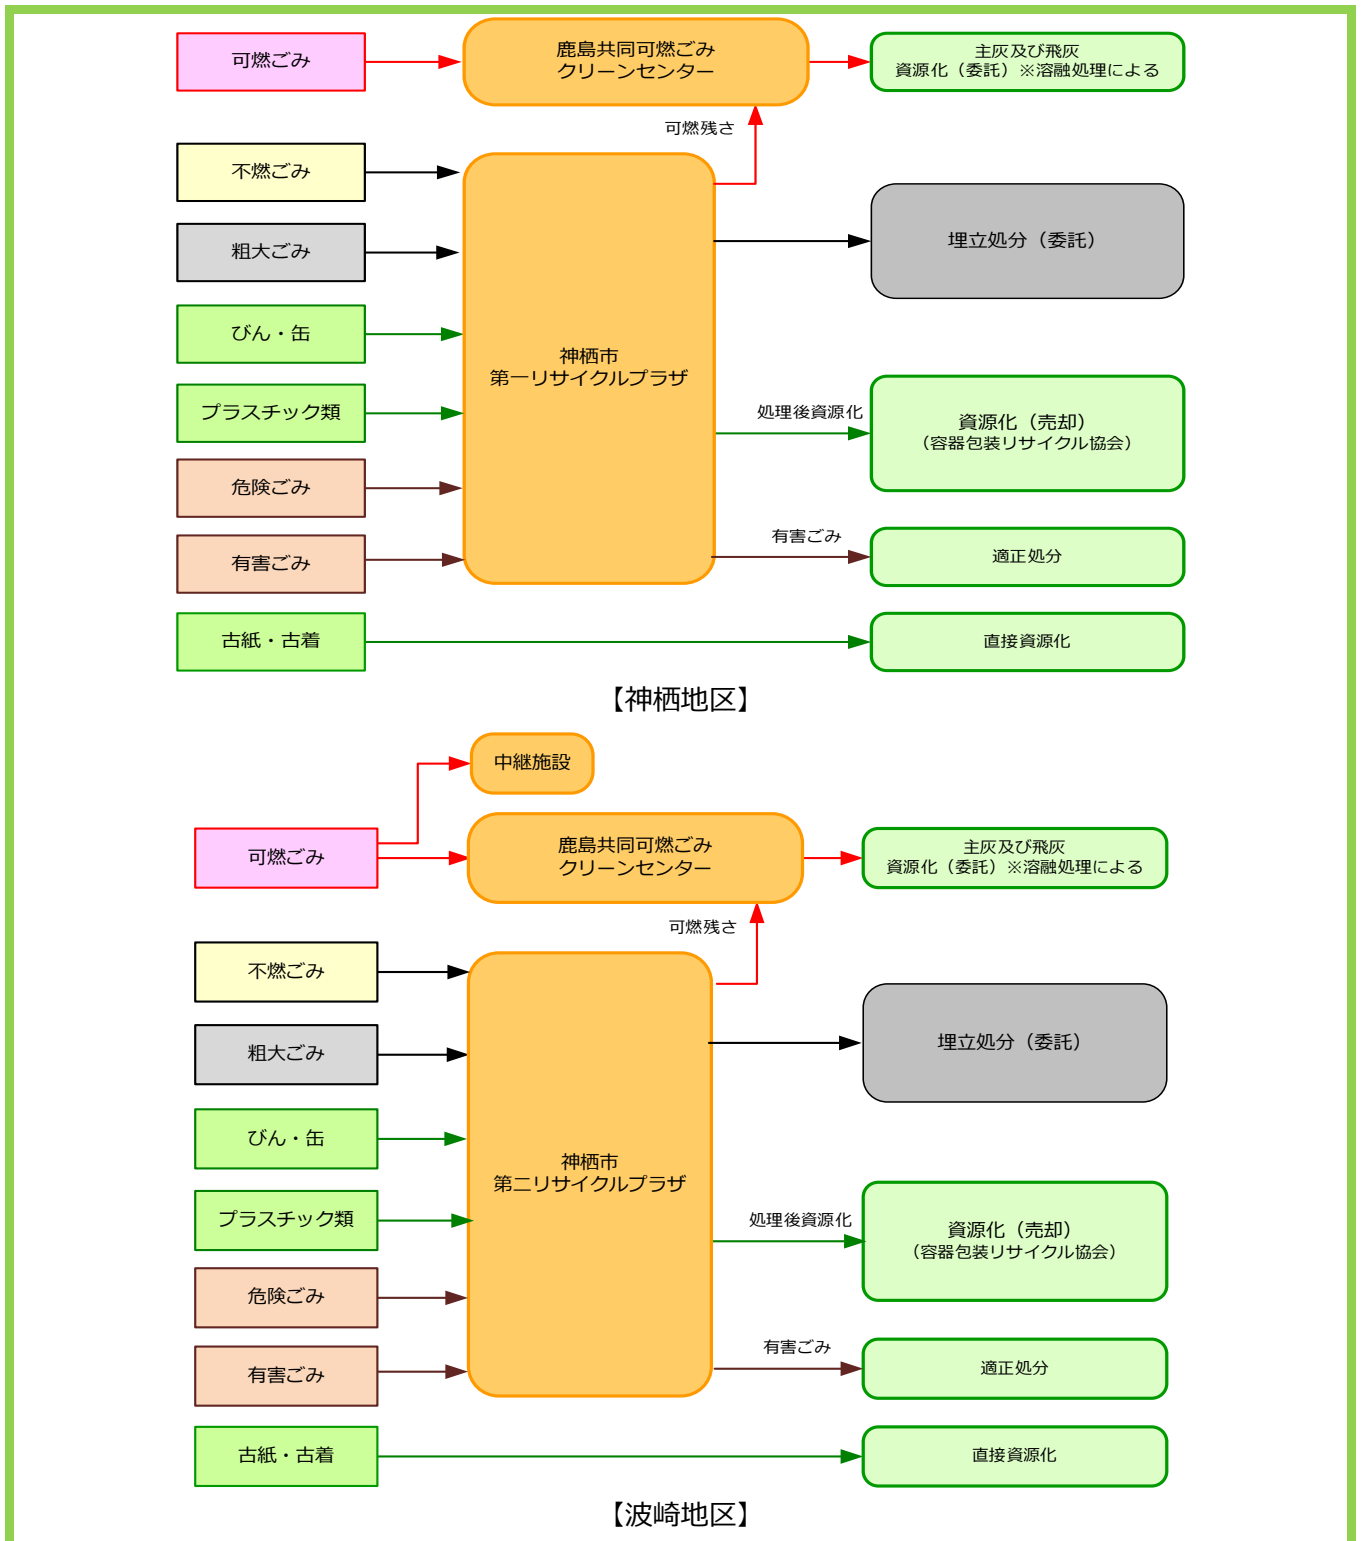 可燃ごみ
鹿島共同可燃ごみ
クリーンセンター
主灰及び飛灰
資源化（委託）※溶融処理による
可燃残さ
不燃ごみ
粗大ごみ
埋立処分（委託）
びん・缶
神栖市
第一リサイクルプラザ
プラスチック類
処理後資源化
資源化（売却）
（容器包装リサイクル協会）
危険ごみ
有害ごみ
有害ごみ
適正処分
古紙・古着
直接資源化
【神栖地区】
中継施設
可燃ごみ
鹿島共同可燃ごみ
クリーンセンター
主灰及び飛灰
資源化（委託）※溶融処理による
可燃残さ
不燃ごみ
粗大ごみ
埋立処分（委託）
びん・缶
神栖市
第二リサイクルプラザ
プラスチック類
処理後資源化
資源化（売却）
（容器包装リサイクル協会）
危険ごみ
有害ごみ
有害ごみ
適正処分
古紙・古着
直接資源化
【波崎地区】